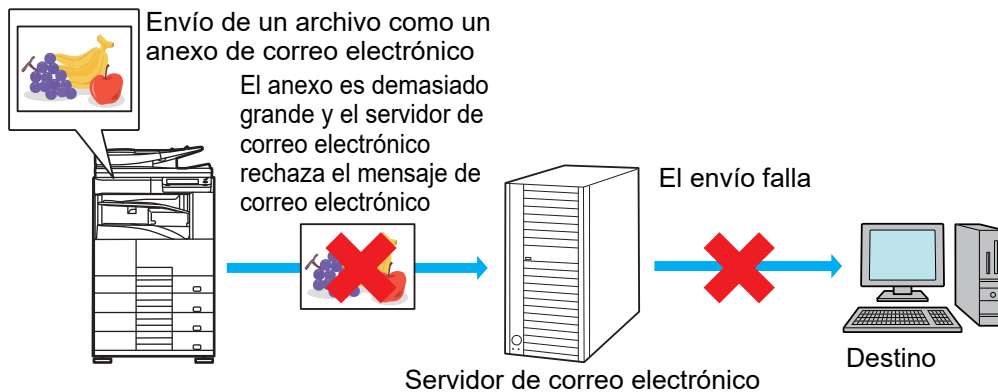 Envío de un archivo como un
anexo de correo electrónico
El anexo es demasiado
grande y el servidor de
correo electrónico
rechaza el mensaje de
correo electrónico
El envío falla
Destino
Servidor de correo electrónico